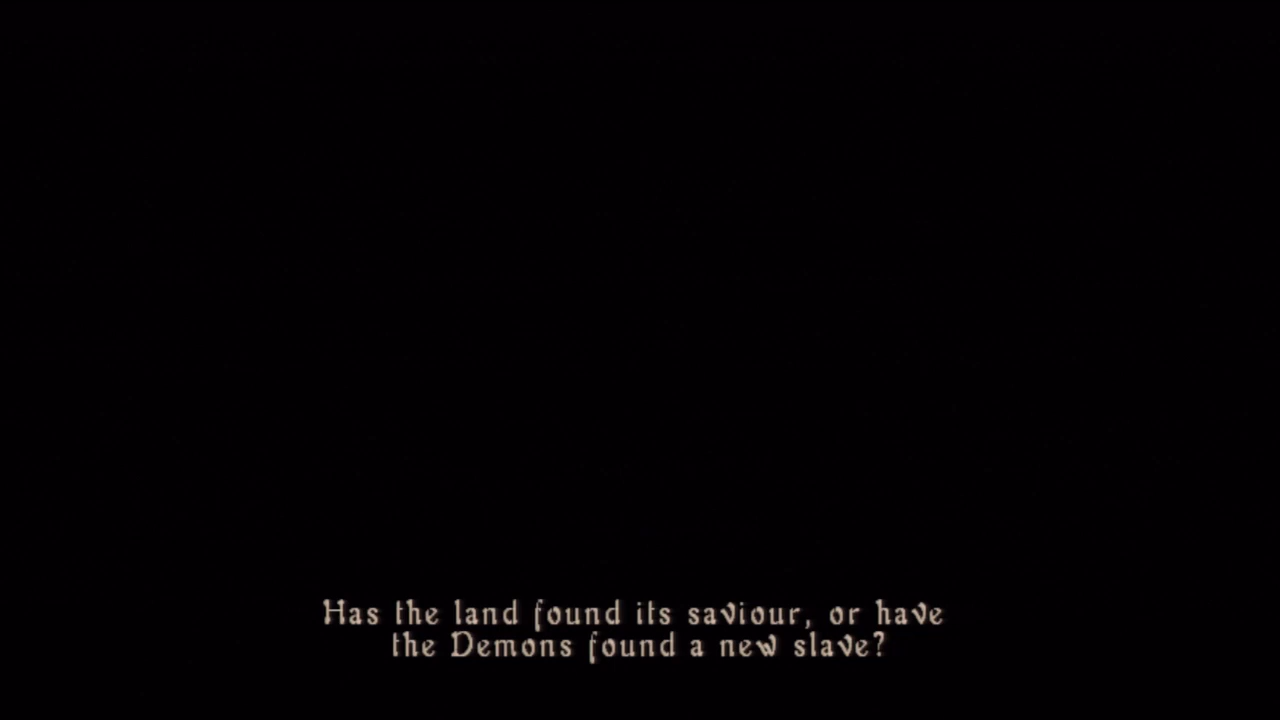 Has the land found its saviour, or have
the Demons found a new slave?